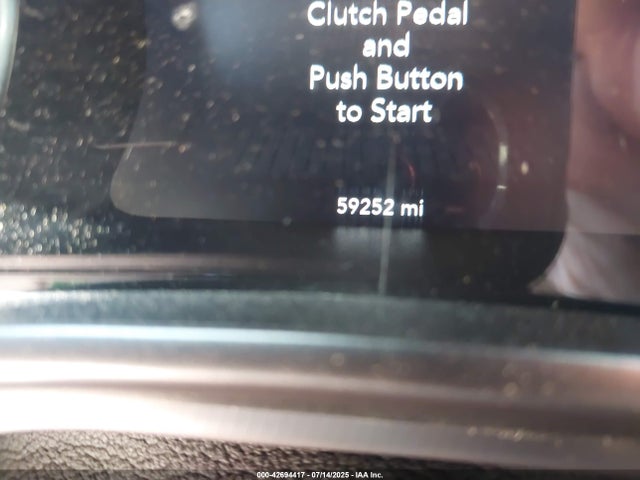 Clutch Pedal
and
Push Button
to Start
59252 mi
000-42694417 - 07/14/2025 - IAA Inc.